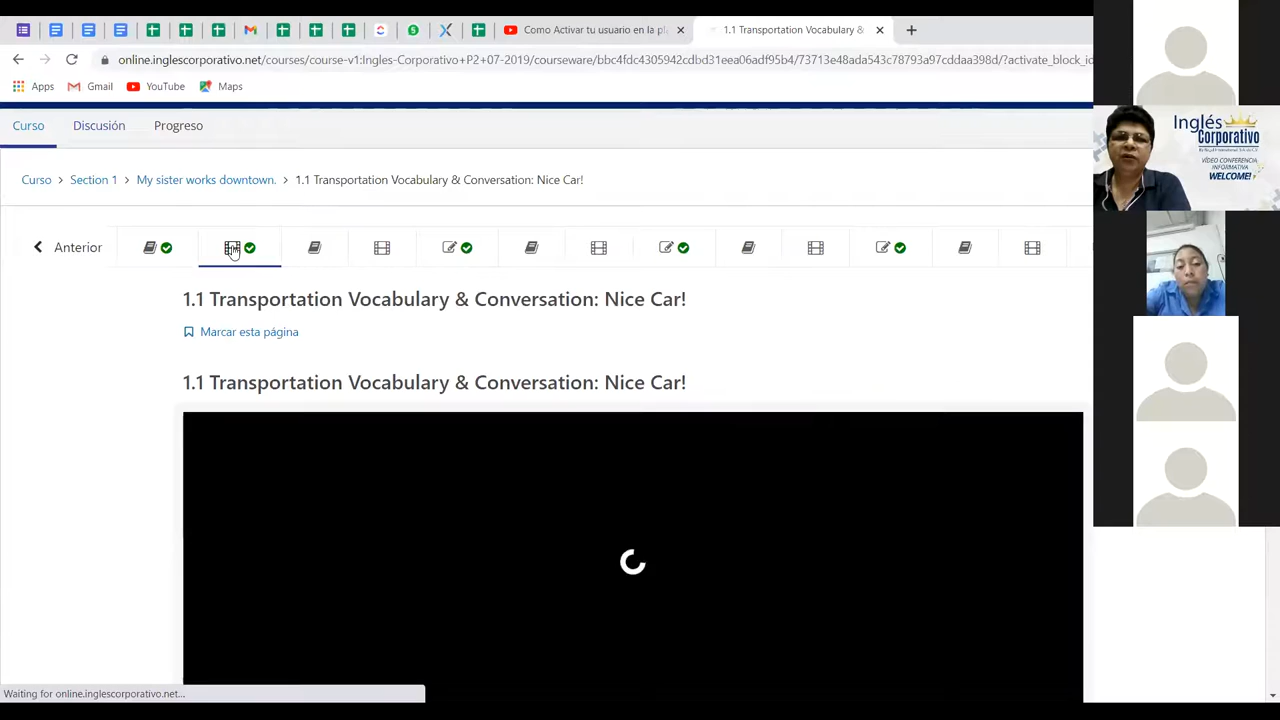 Como Activar tu usuario en la pl
1.1 Transportation Vocabulary &
online.inglescorporativo.net/courses/course-v1:Ingles-Corporativo+P2+07-2019/courseware/bbc4fdc4305942cdbd31eea06adf95b4/73713e48ada543c78793a97cddaa398d/?activate_block_id
Apps Gmail YouTube Maps
Curso Discusión Progreso
Curso > Section 1 > My sister works downtown. > 1.1 Transportation Vocabulary & Conversation: Nice Car!
Anterior
1.1 Transportation Vocabulary & Conversation: Nice Car!
Marcar esta página
1.1 Transportation Vocabulary & Conversation: Nice Car!
Waiting for online.inglescorporativo.net...
Inglés
Corporativo
VÍDEO CONFERENCIA
INFORMATIVA
WELCOME!